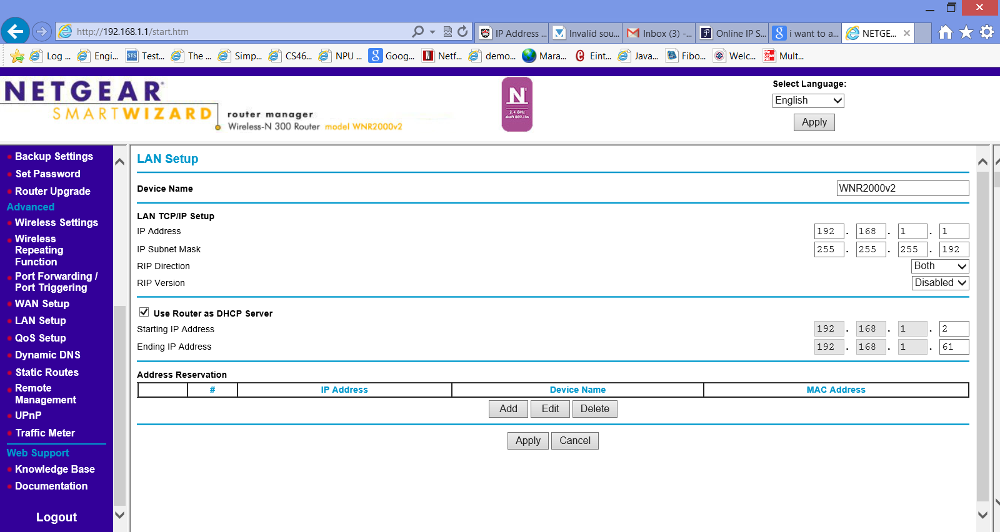 http://192.168.1.1/start.htm
IP Address ...
Invalid sou...
Inbox (3) -...
Online IP S...
i want to a...
NETGE...
Log ...
Engi...
STS
Test...
The ...
Simp...
CS46...
NPU ...
Goog...
Netf...
demo...
Mara...
Eint...
Java...
Fibo...
Welc...
Mult...
NETGEAR
SMARTWIZARD
router manager
Wireless-N 300 Router model WNR2000v2
N
2.4 GHz
draft 802.11n
Select Language:
English
Apply
Backup Settings
Set Password
Router Upgrade
Advanced
Wireless Settings
Wireless
Repeating
Function
Port Forwarding /
Port Triggering
WAN Setup
LAN Setup
QoS Setup
Dynamic DNS
Static Routes
Remote
Management
UPnP
Traffic Meter
Web Support
Knowledge Base
Documentation
Logout
LAN Setup
Device Name WNR2000v2
LAN TCP/IP Setup
IP Address 192 . 168 . 1 . 1
IP Subnet Mask 255 . 255 . 255 . 192
RIP Direction Both
RIP Version Disabled
Use Router as DHCP Server
Starting IP Address 192 . 168 . 1 . 2
Ending IP Address 192 . 168 . 1 . 61
Address Reservation
# IP Address Device Name MAC Address
Add Edit Delete
Apply Cancel